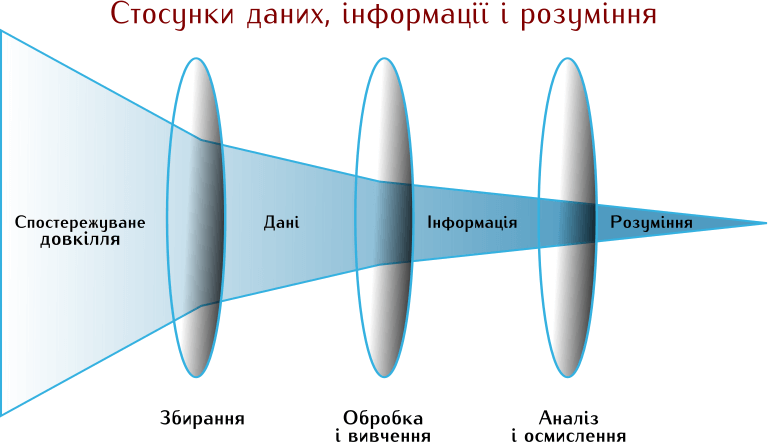 Стосунки даних, інформації і розуміння
Спостережуване
довкілля
Дані
Інформація
Розуміння
Збирання
Обробка
і вивчення
Аналіз
і осмислення